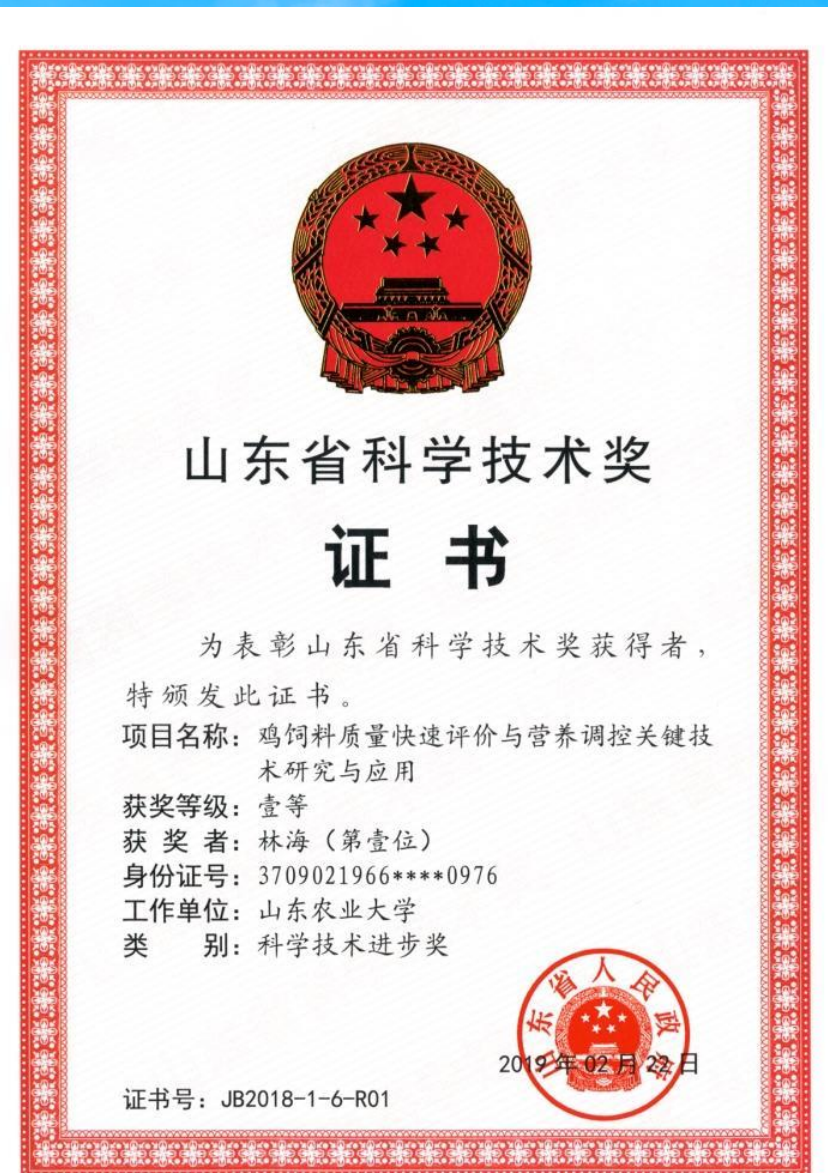 山东省科学技术奖
证书
为表彰山东省科学技术奖获得者，
特颁发此证书。
项目名称：鸡饲料质量快速评价与营养调控关键技
术研究与应用
获奖等级：壹等
获奖者：林海（第壹位）
身份证号：3709021966****0976
工作单位：山东农业大学
类别：科学技术进步奖
山东省人民政府
2019年02月22日
证书号：JB2018-1-6-R01